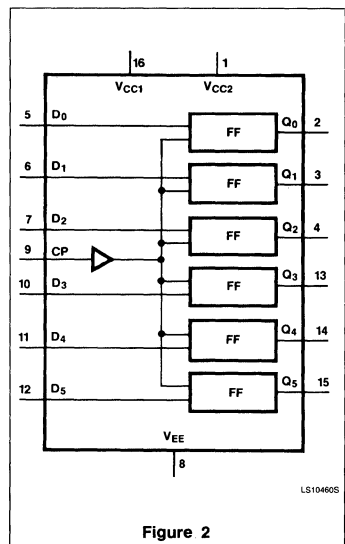 16 1
VCC1 VCC2
5 D0 FF Q0 2
6 D1 FF Q1 3
7 D2 FF Q2 4
9 CP
10 D3 FF Q3 13
11 D4 FF Q4 14
12 D5 FF Q5 15
VEE
8
LS10460S
Figure 2